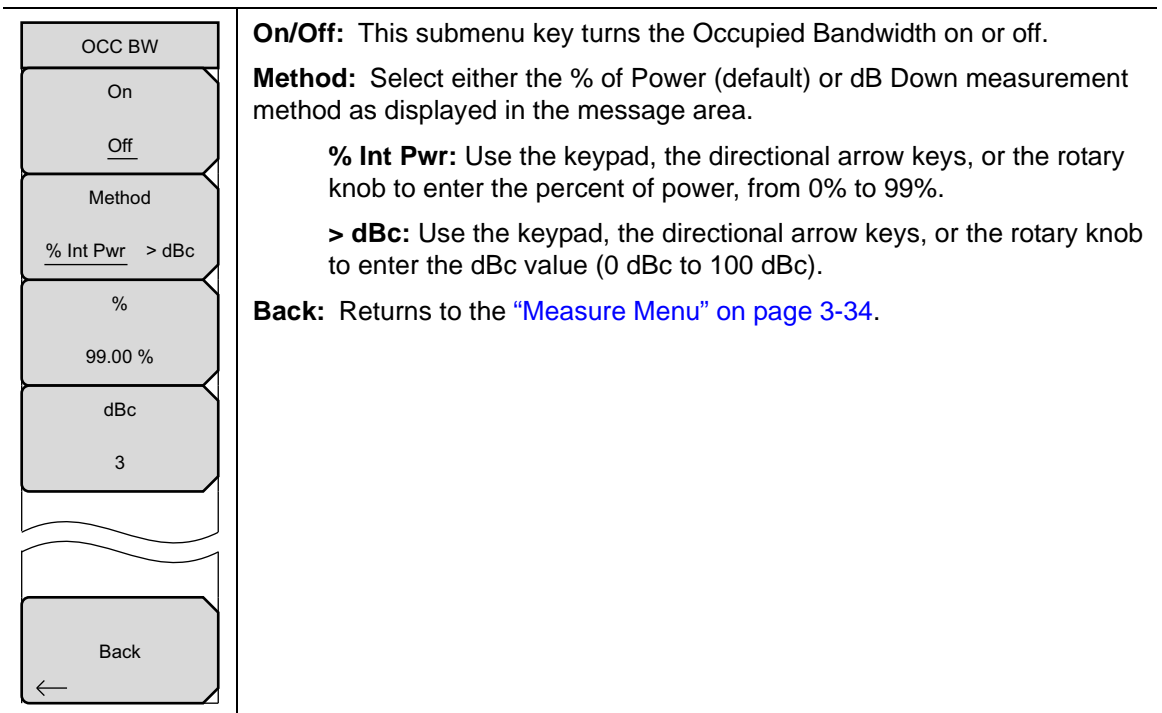 OCC BW
On
Off
Method
% Int Pwr > dBc
%
99.00 %
dBc
3
Back
On/Off: This submenu key turns the Occupied Bandwidth on or off.
Method: Select either the % of Power (default) or dB Down measurement
method as displayed in the message area.
% Int Pwr: Use the keypad, the directional arrow keys, or the rotary
knob to enter the percent of power, from 0% to 99%.
> dBc: Use the keypad, the directional arrow keys, or the rotary knob
to enter the dBc value (0 dBc to 100 dBc).
Back: Returns to the “Measure Menu” on page 3-34.